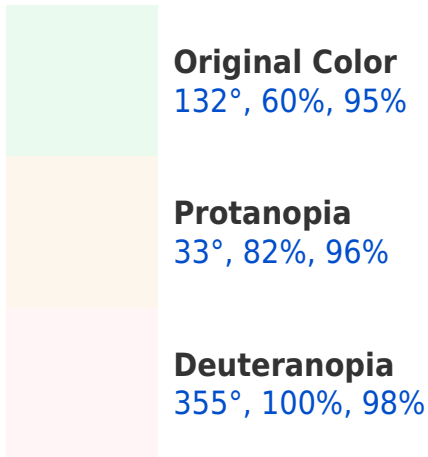 Original Color
132°, 60%, 95%
Protanopia
33°, 82%, 96%
Deuteranopia
355°, 100%, 98%